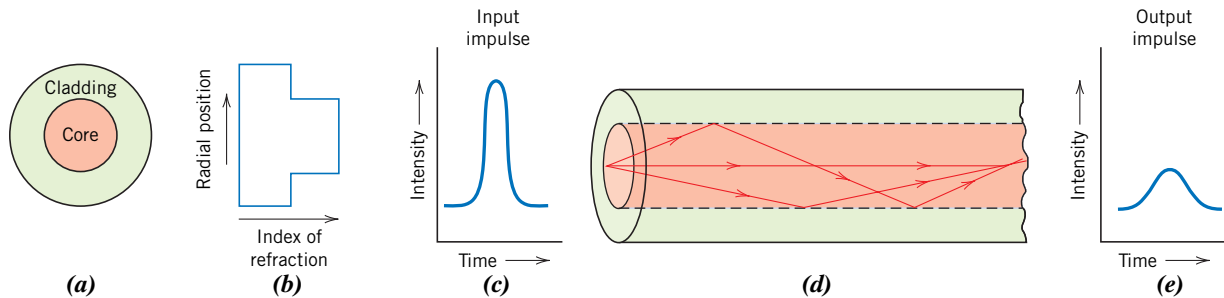 Cladding
Core
(a)
Radial position
Index of
refraction
(b)
Input
impulse
Intensity
Time
(c)
(d)
Output
impulse
Intensity
Time
(e)